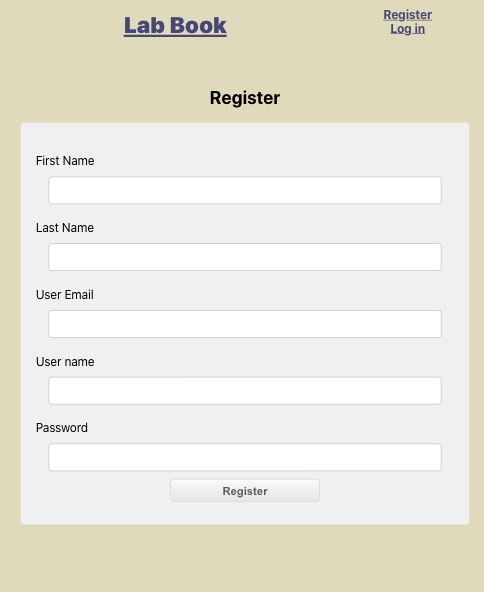 Lab Book
Register
Log in
Register
First Name
Last Name
User Email
User name
Password
Register